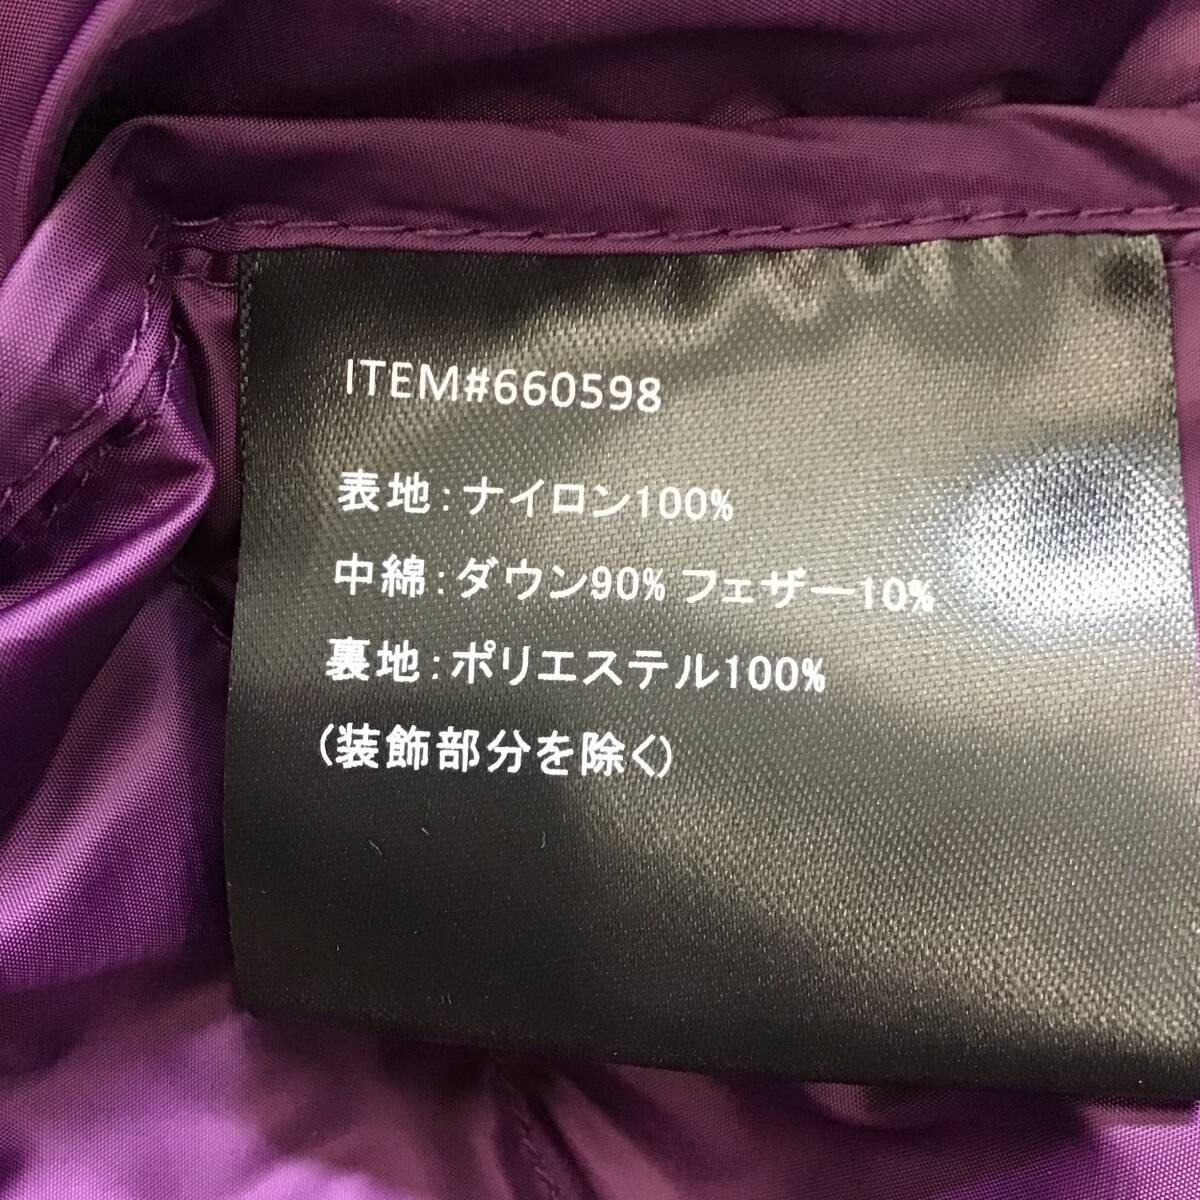 ITEM#660598
表地:ナイロン100%
中綿:ダウン90% フェザー10%
裏地:ポリエステル100%
(装飾部分を除く)